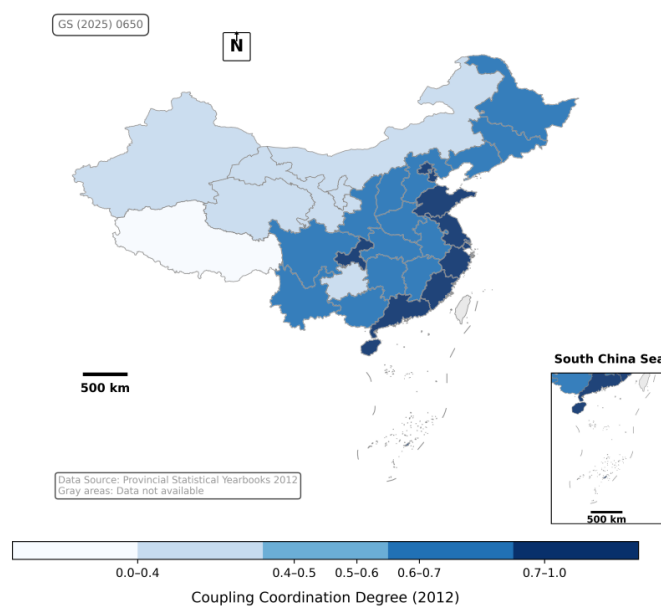 GS (2025) 0650
N
500 km
South China Sea
500 km
Data Source: Provincial Statistical Yearbooks 2012
Gray areas: Data not available
0.0–0.4 0.4–0.5 0.5–0.6 0.6–0.7 0.7–1.0
Coupling Coordination Degree (2012)